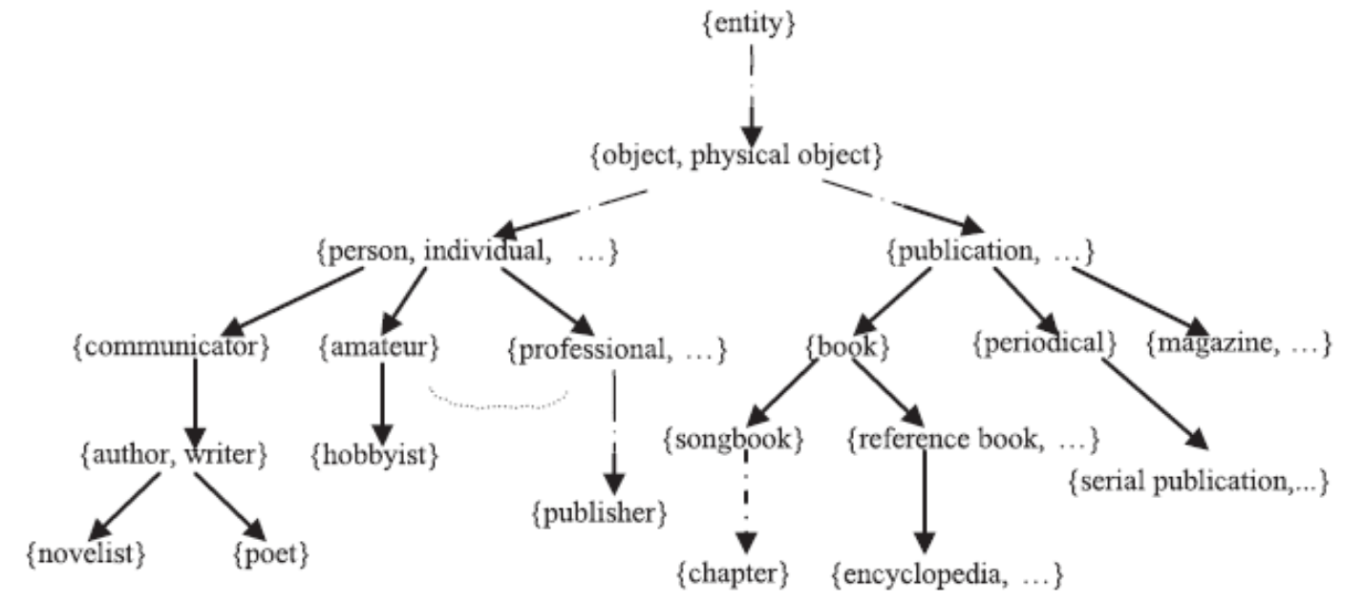 {entity}
{object, physical object}
{person, individual, ...}
{publication, ...}
{communicator}
{amateur}
{professional, ...}
{book}
{periodical}
{magazine, ...}
{author, writer}
{hobbyist}
{songbook}
{reference book, ...}
{serial publication,...}
{publisher}
{novelist}
{poet}
{chapter}
{encyclopedia, ...}